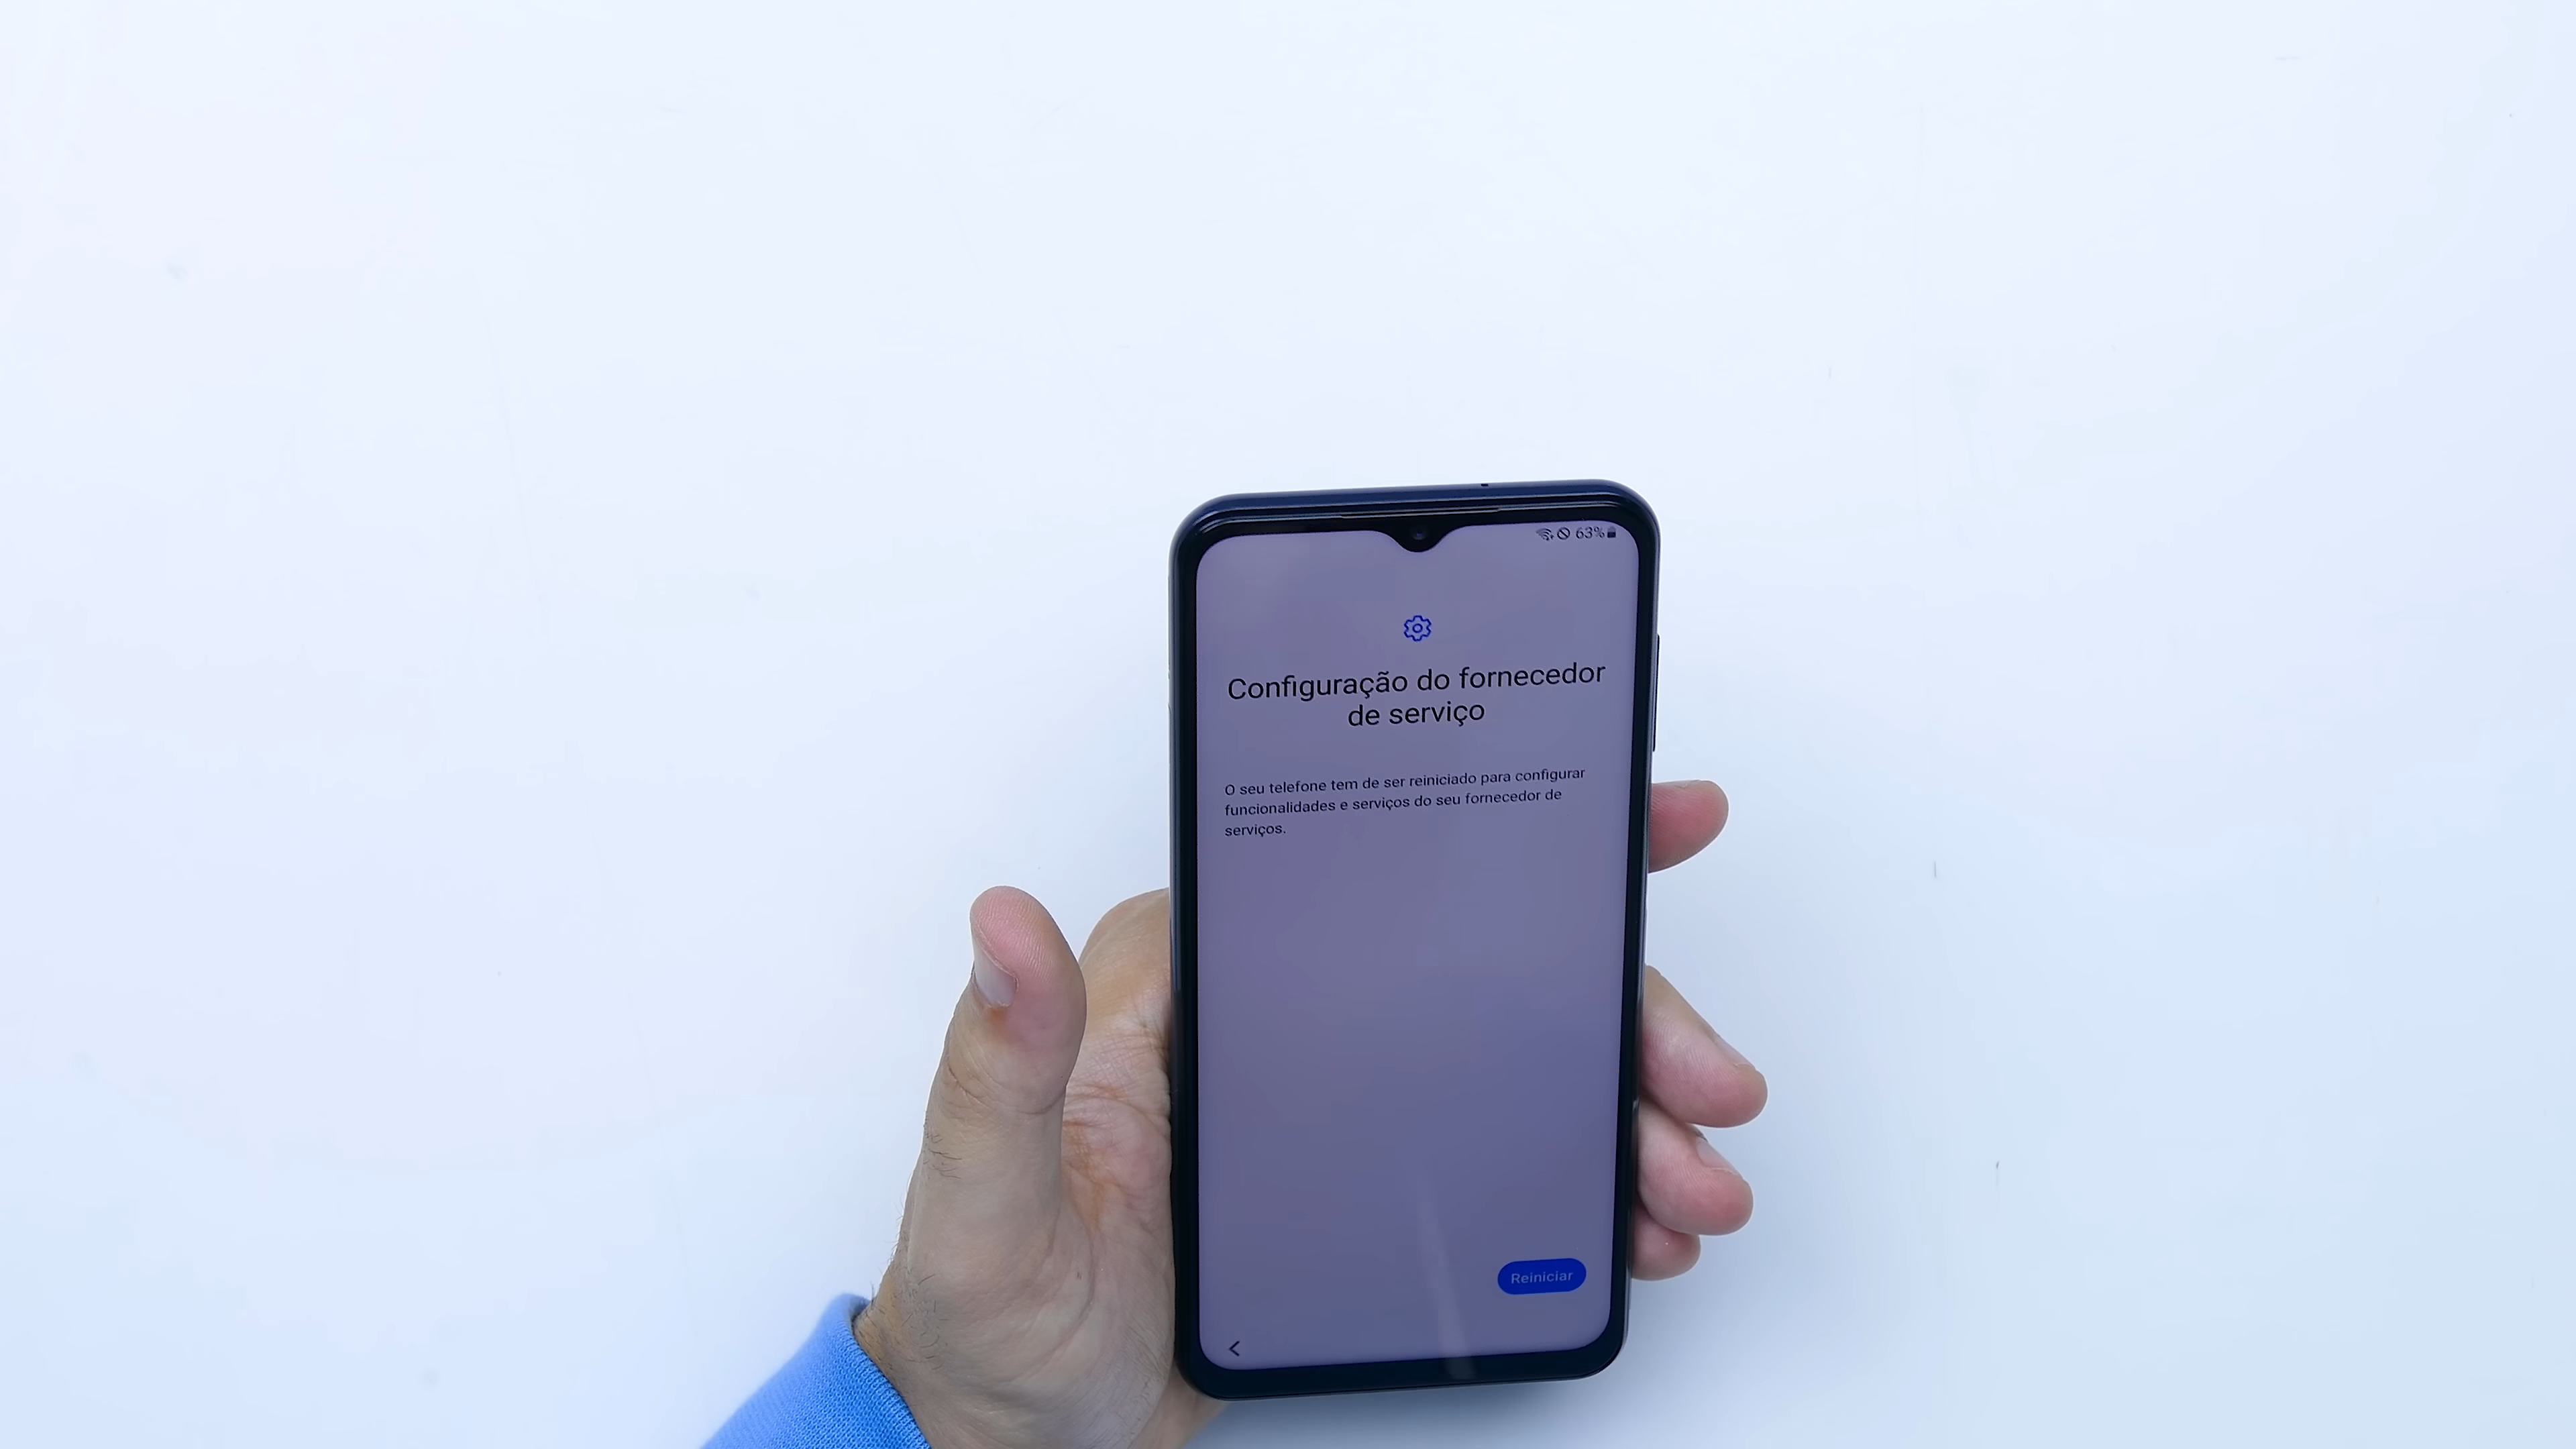 63%
Configuração do fornecedor
de serviço
O seu telefone tem de ser reiniciado para configurar
funcionalidades e serviços do seu fornecedor de
serviços.
Reiniciar